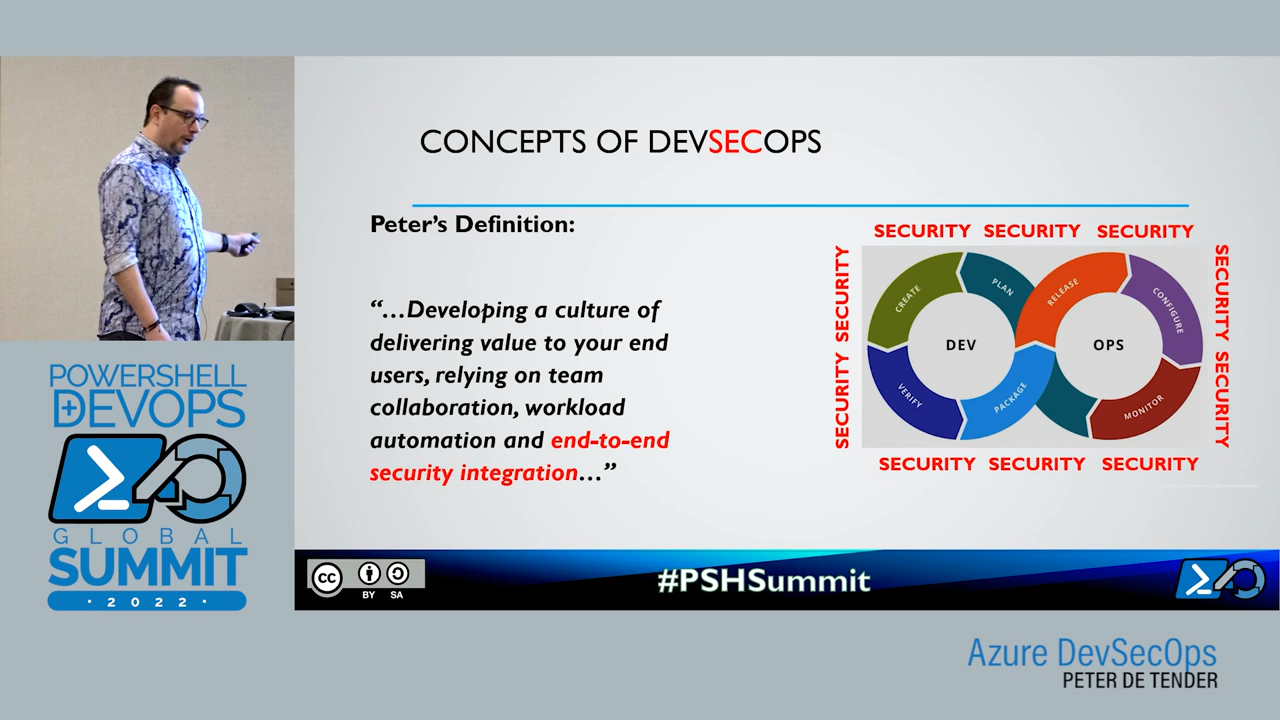 CONCEPTS OF DEVSECOPS
Peter's Definition:
“…Developing a culture of
delivering value to your end
users, relying on team
collaboration, workload
automation and end-to-end
security integration…”
SECURITY SECURITY SECURITY
SECURITY SECURITY
CREATE
PLAN
RELEASE
CONFIGURE
DEV
OPS
VERIFY
PACKAGE
MONITOR
SECURITY SECURITY
SECURITY SECURITY SECURITY
POWERSHELL
DEVOPS
GLOBAL
SUMMIT
· 2022 ·
CC
BY SA
#PSHSummit
Azure DevSecOps
PETER DE TENDER